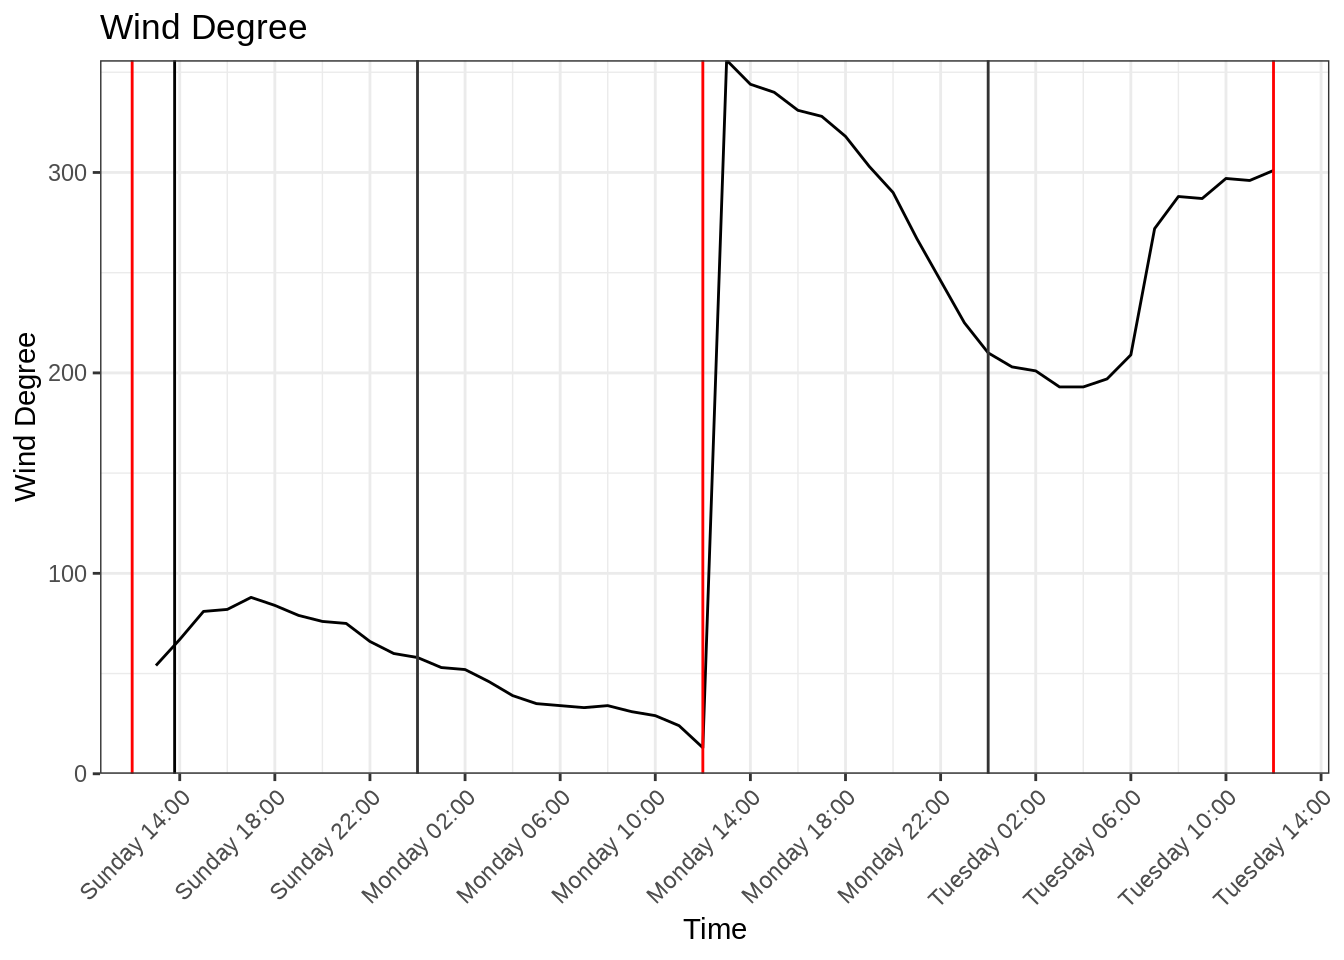 Wind Degree
Wind Degree
300
200
100
0
Sunday 14:00
Sunday 18:00
Sunday 22:00
Monday 02:00
Monday 06:00
Monday 10:00
Monday 14:00
Monday 18:00
Monday 22:00
Tuesday 02:00
Tuesday 06:00
Tuesday 10:00
Tuesday 14:00
Time